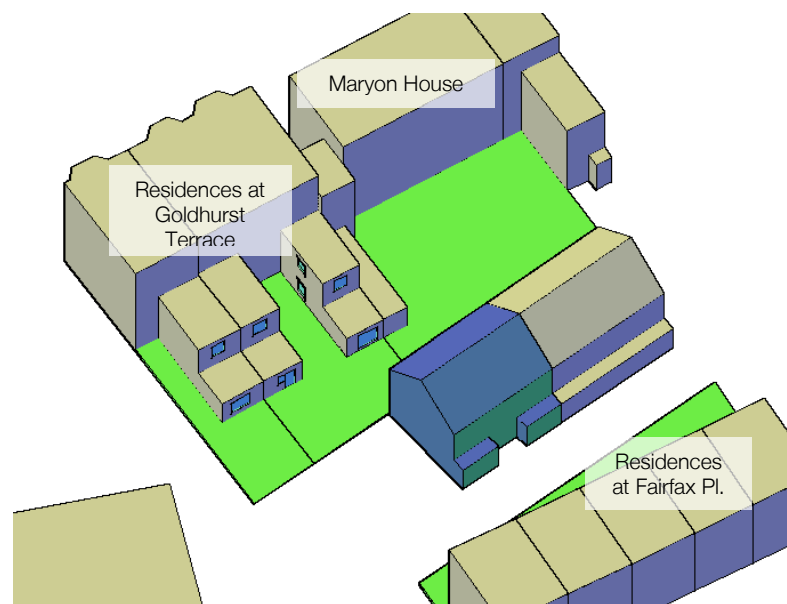 Maryon House
Residences at
Goldhurst
Terrace
Residences
at Fairfax Pl.